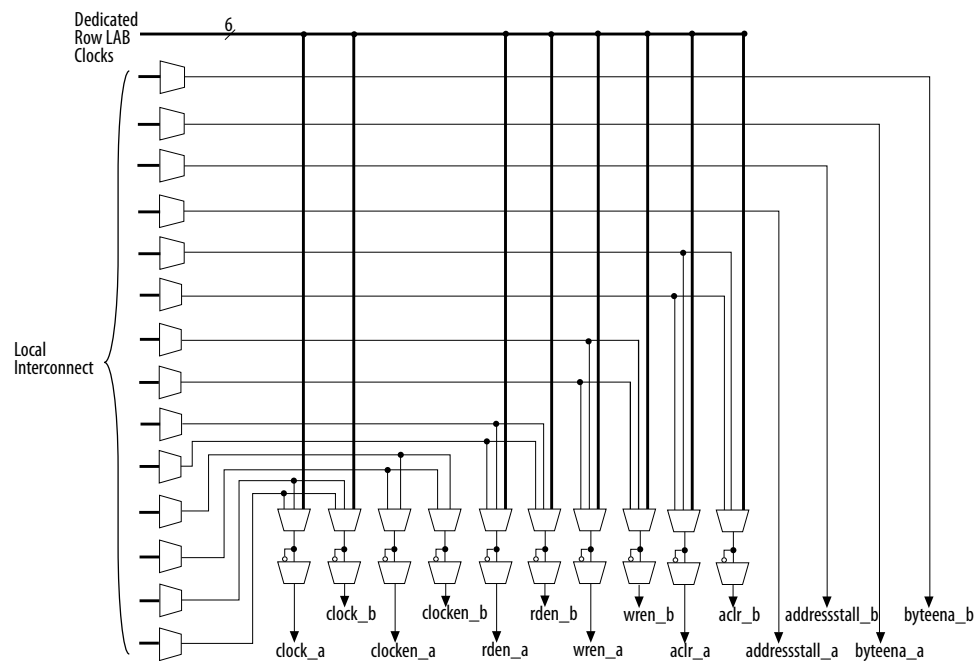 Dedicated
Row LAB
Clocks
6
Local
Interconnect
clock_b
clocken_b
rden_b
wren_b
aclr_b
addressstall_b
byteena_b
clock_a
clocken_a
rden_a
wren_a
aclr_a
addressstall_a
byteena_a